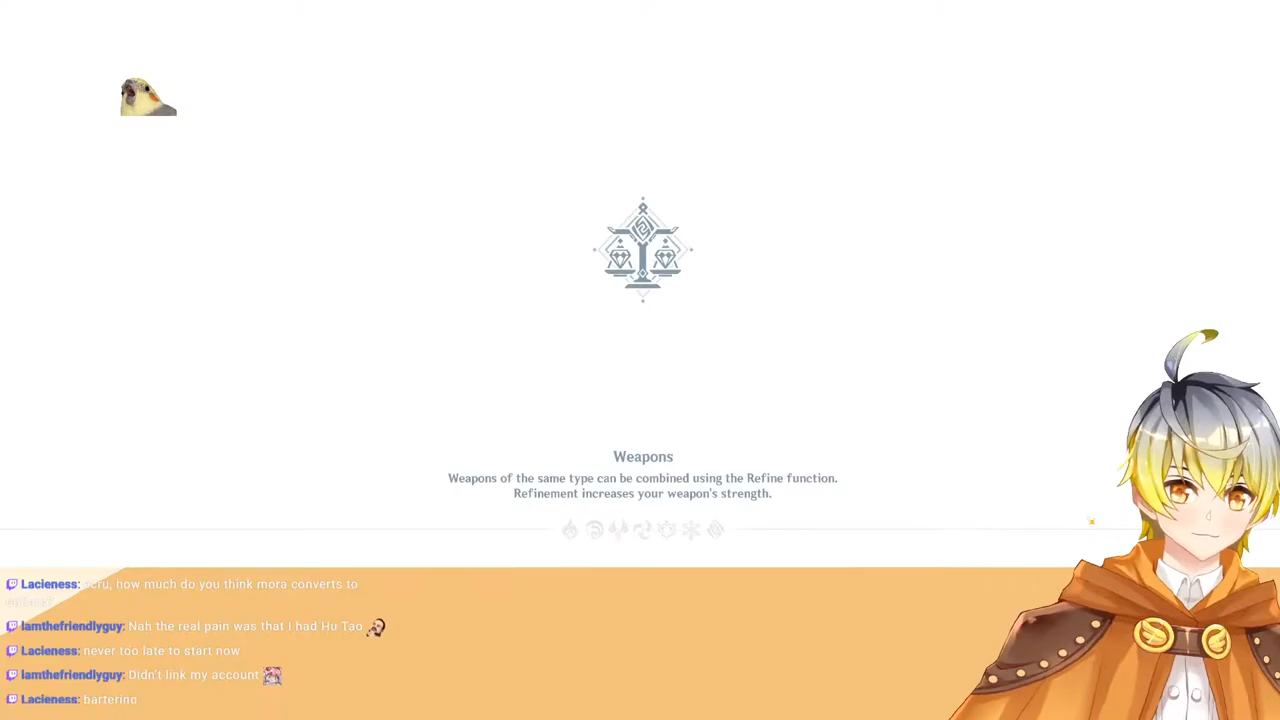 Weapons
Weapons of the same type can be combined using the Refine function.
Refinement increases your weapon's strength.
Lacieness: how much do you think mora converts to
Iamthefriendlyguy: Nah the real pain was that I had Hu Tao
Lacieness: never too late to start now
Iamthefriendlyguy: Didn't link my account
Lacieness: bartering